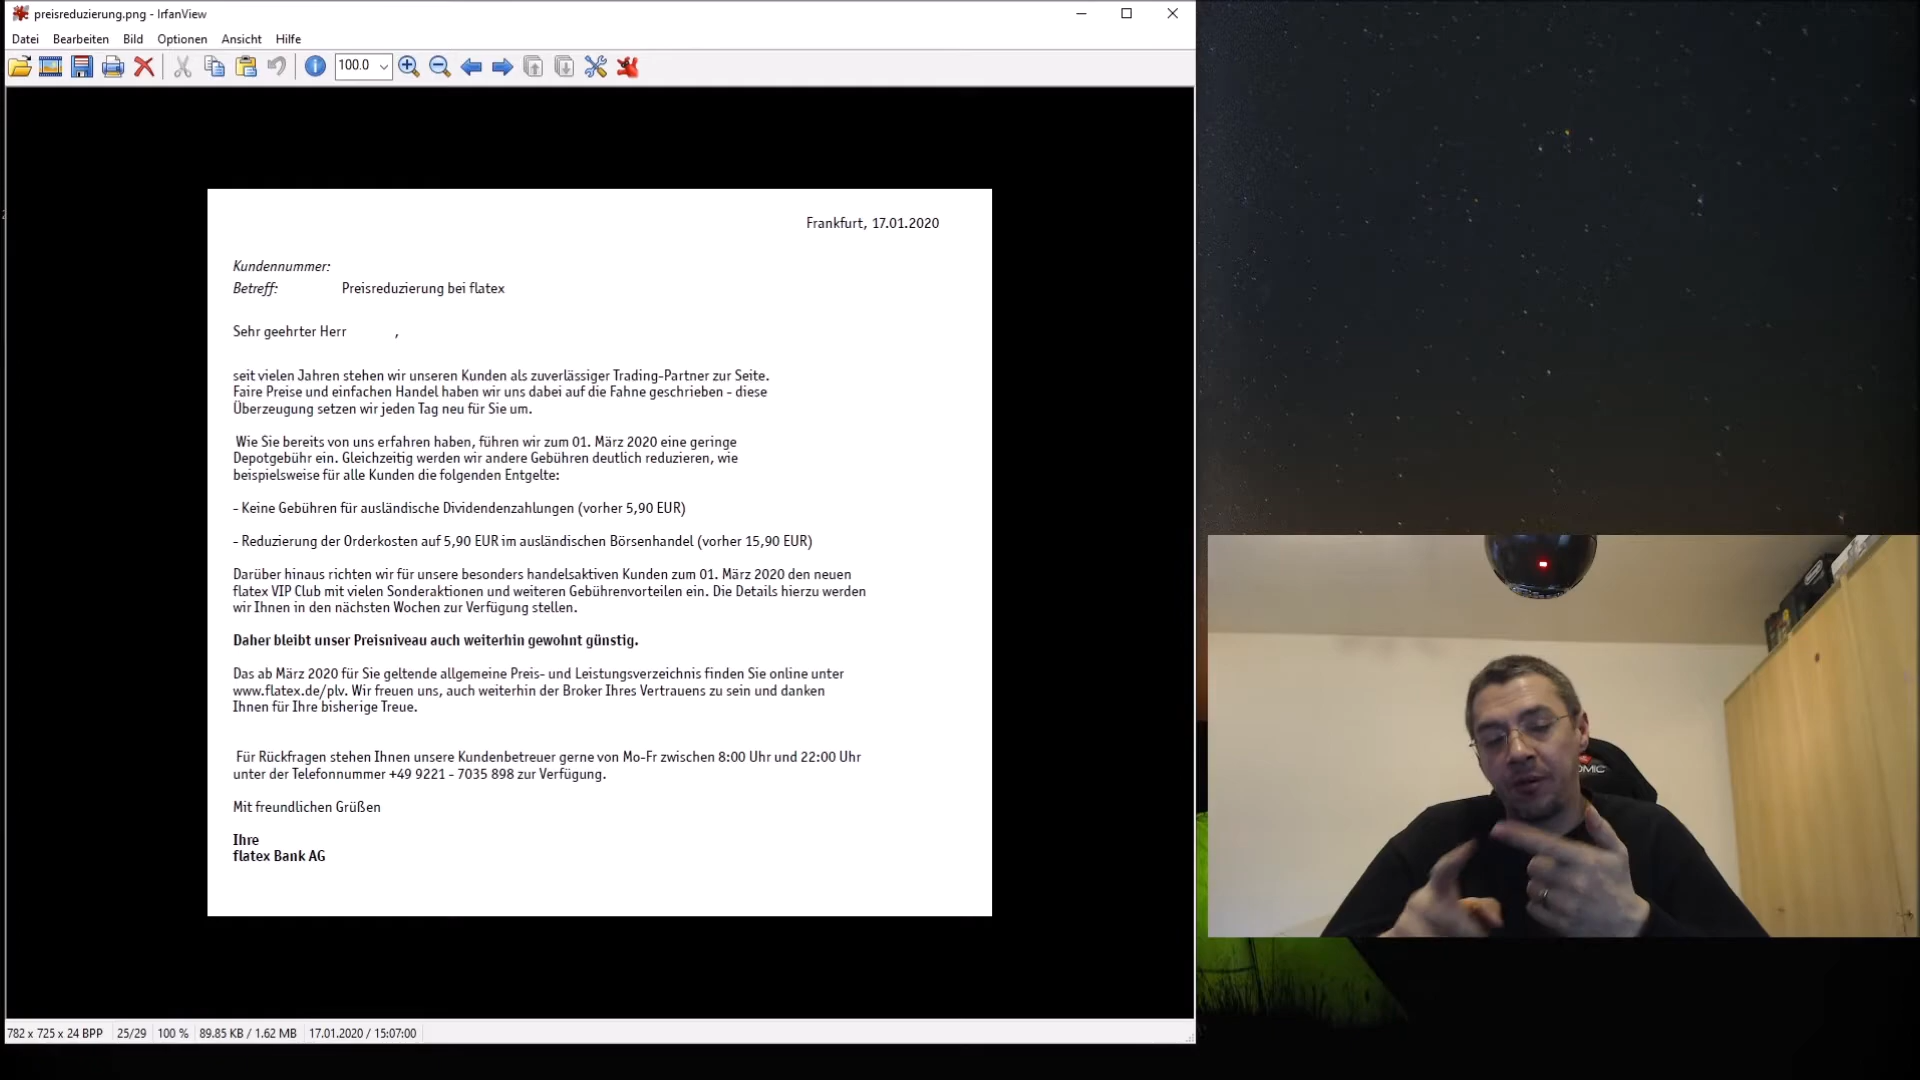 preisreduzierung.png - IrfanView
Datei Bearbeiten Bild Optionen Ansicht Hilfe
100.0
Frankfurt, 17.01.2020
Kundennummer:
Betreff: Preisreduzierung bei flatex
Sehr geehrter Herr ,
seit vielen Jahren stehen wir unseren Kunden als zuverlässiger Trading-Partner zur Seite.
Faire Preise und einfachen Handel haben wir uns dabei auf die Fahne geschrieben - diese
Überzeugung setzen wir jeden Tag neu für Sie um.
Wie Sie bereits von uns erfahren haben, führen wir zum 01. März 2020 eine geringe
Depotgebühr ein. Gleichzeitig werden wir andere Gebühren deutlich reduzieren, wie
beispielsweise für alle Kunden die folgenden Entgelte:
- Keine Gebühren für ausländische Dividendenzahlungen (vorher 5,90 EUR)
- Reduzierung der Orderkosten auf 5,90 EUR im ausländischen Börsenhandel (vorher 15,90 EUR)
Darüber hinaus richten wir für unsere besonders handelsaktiven Kunden zum 01. März 2020 den neuen
flatex VIP Club mit vielen Sonderaktionen und weiteren Gebührenvorteilen ein. Die Details hierzu werden
wir Ihnen in den nächsten Wochen zur Verfügung stellen.
Daher bleibt unser Preisniveau auch weiterhin gewohnt günstig.
Das ab März 2020 für Sie geltende allgemeine Preis- und Leistungsverzeichnis finden Sie online unter
www.flatex.de/plv. Wir freuen uns, auch weiterhin der Broker Ihres Vertrauens zu sein und danken
Ihnen für Ihre bisherige Treue.
Für Rückfragen stehen Ihnen unsere Kundenbetreuer gerne von Mo-Fr zwischen 8:00 Uhr und 22:00 Uhr
unter der Telefonnummer +49 9221 - 7035 898 zur Verfügung.
Mit freundlichen Grüßen
Ihre
flatex Bank AG
782 x 725 x 24 BPP 25/29 100 % 89.85 KB / 1.62 MB 17.01.2020 / 15:07:00